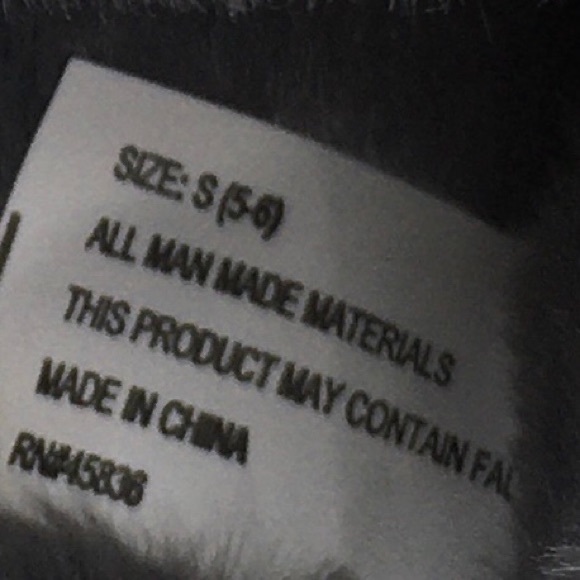 SIZE: S (5-6)
ALL MAN MADE MATERIALS
THIS PRODUCT MAY CONTAIN
MADE IN CHINA
RN#45836